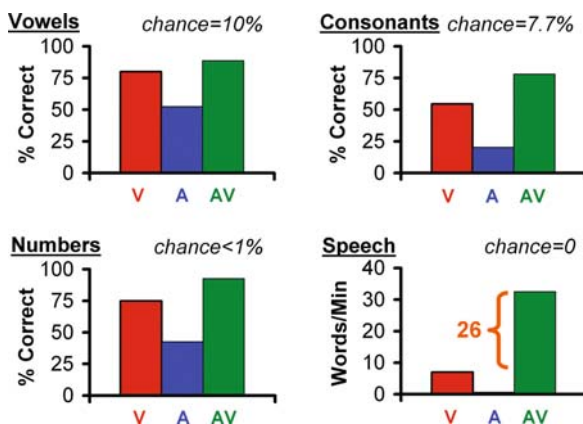 Vowels chance=10%
100
75
50
25
0
% Correct
V A AV
Consonants chance=7.7%
100
75
50
25
0
% Correct
V A AV
Numbers chance<1%
100
75
50
25
0
% Correct
V A AV
Speech chance=0
40
30
20
10
0
Words/Min
26
V A AV